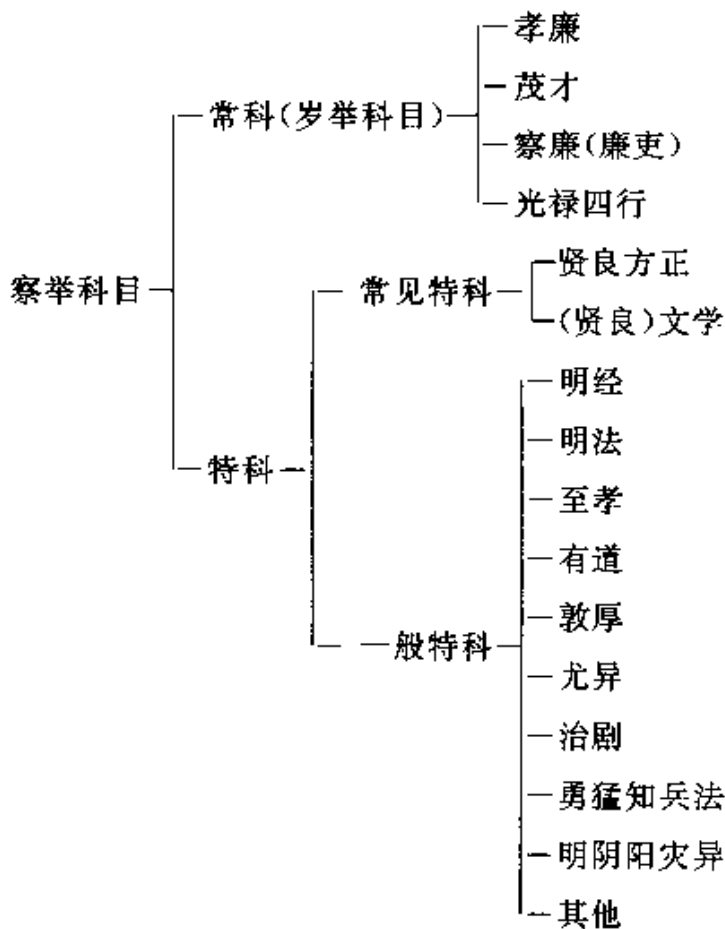 察举科目
常科(岁举科目)
孝廉
茂才
察廉(廉吏)
光禄四行
特科
常见特科
贤良方正
(贤良)文学
一般特科
明经
明法
至孝
有道
敦厚
尤异
治剧
勇猛知兵法
明阴阳灾异
其他